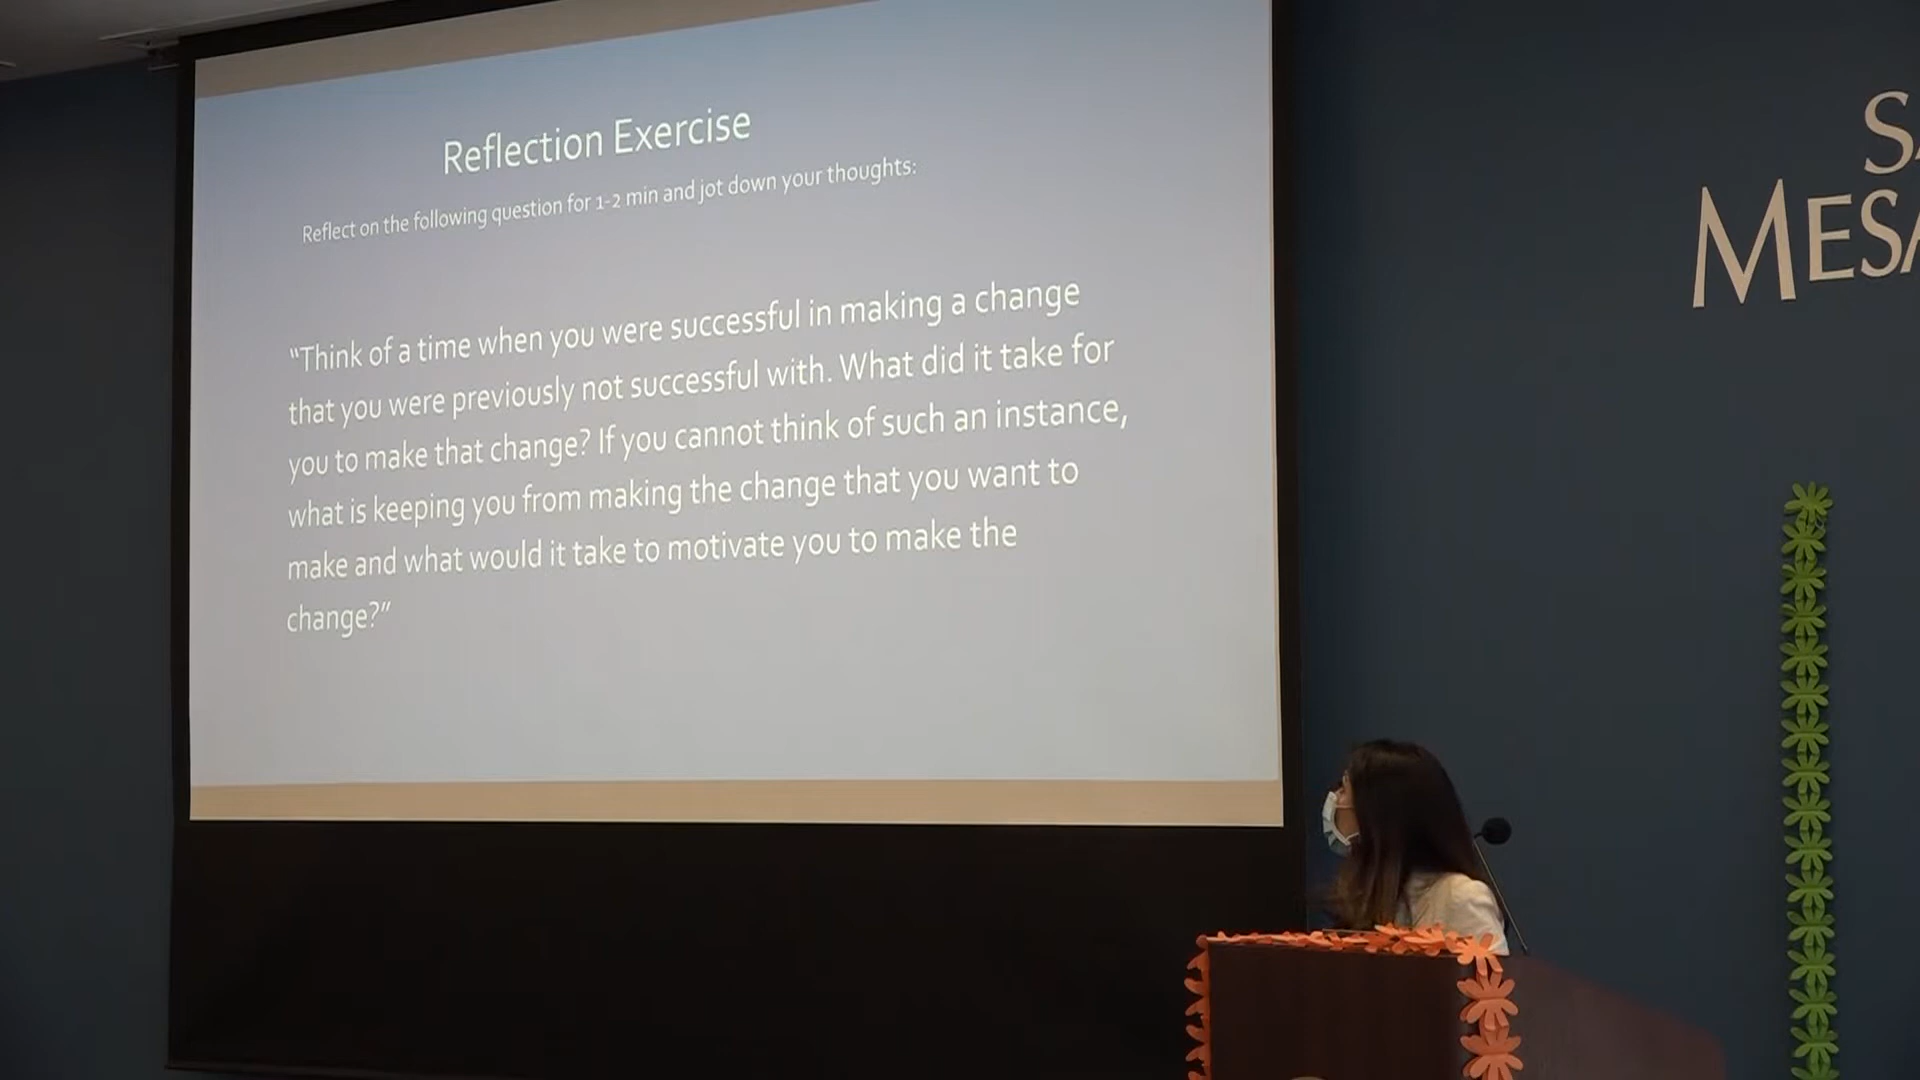 Reflection Exercise
Reflect on the following question for 1-2 min and jot down your thoughts:
“Think of a time when you were successful in making a change
that you were previously not successful with. What did it take for
you to make that change? If you cannot think of such an instance,
what is keeping you from making the change that you want to
make and what would it take to motivate you to make the
change?”
MESA